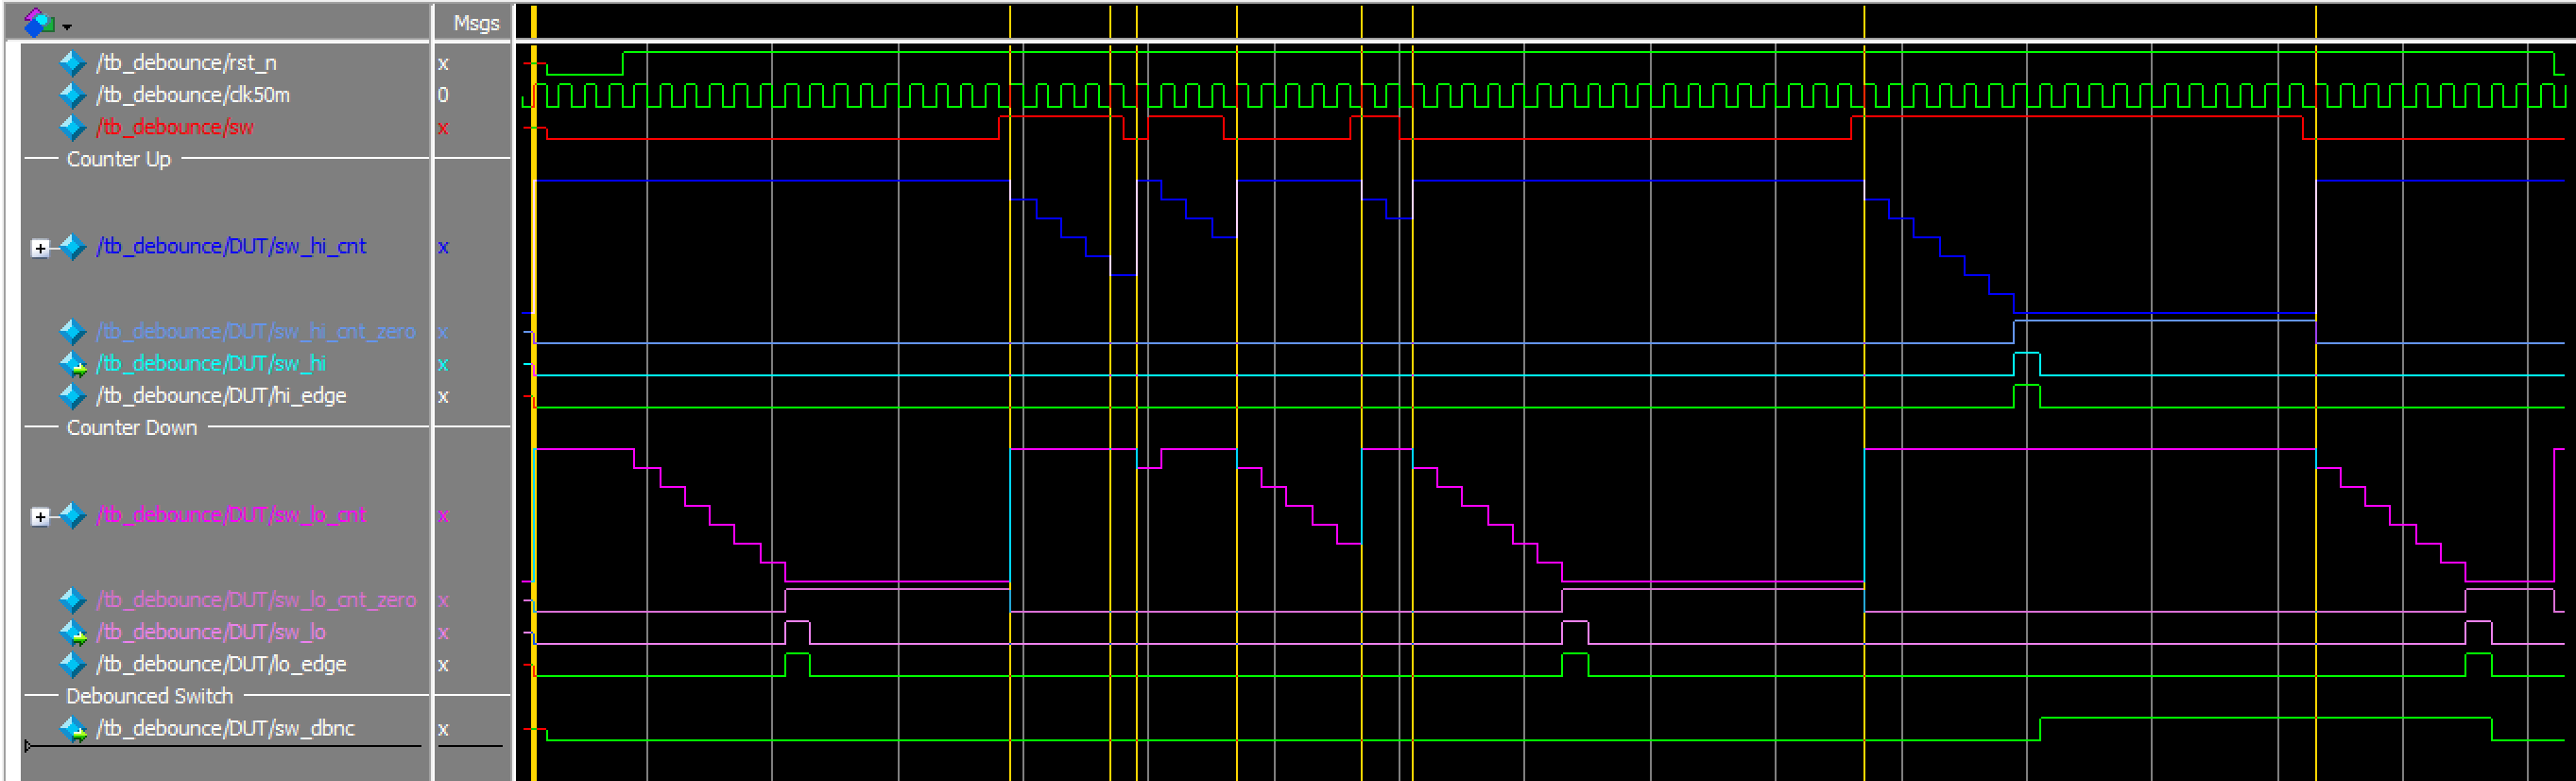 Msgs
/tb_debounce/rst_n x
/tb_debounce/clk50m 0
/tb_debounce/sw x
Counter Up
/tb_debounce/DUT/sw_hi_cnt x
/tb_debounce/DUT/sw_hi_cnt_zero x
/tb_debounce/DUT/sw_hi x
/tb_debounce/DUT/hi_edge x
Counter Down
/tb_debounce/DUT/sw_lo_cnt x
/tb_debounce/DUT/sw_lo_cnt_zero x
/tb_debounce/DUT/sw_lo x
/tb_debounce/DUT/lo_edge x
Debounced Switch
/tb_debounce/DUT/sw_dbnc x